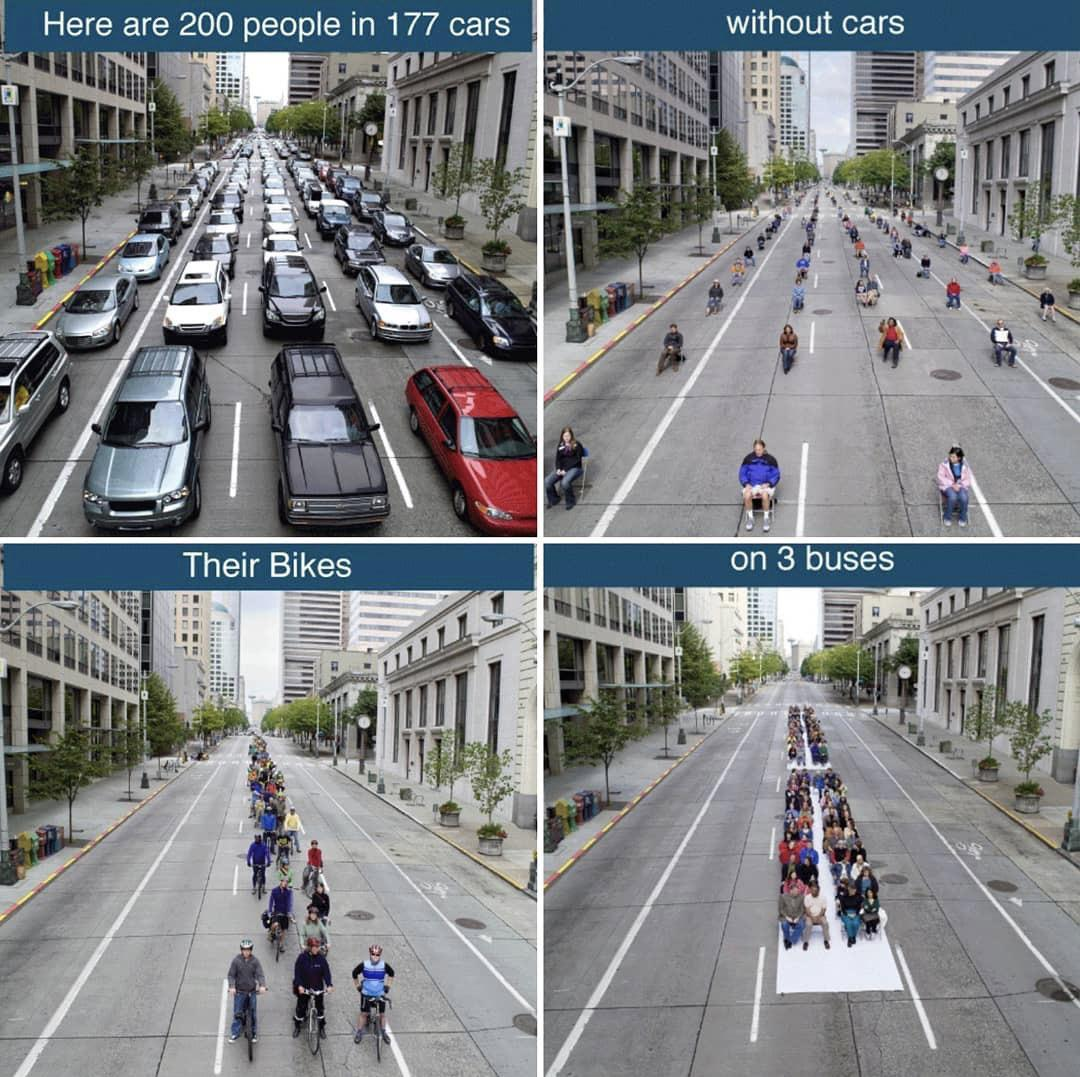 Here are 200 people in 177 cars
without cars
Their Bikes
on 3 buses